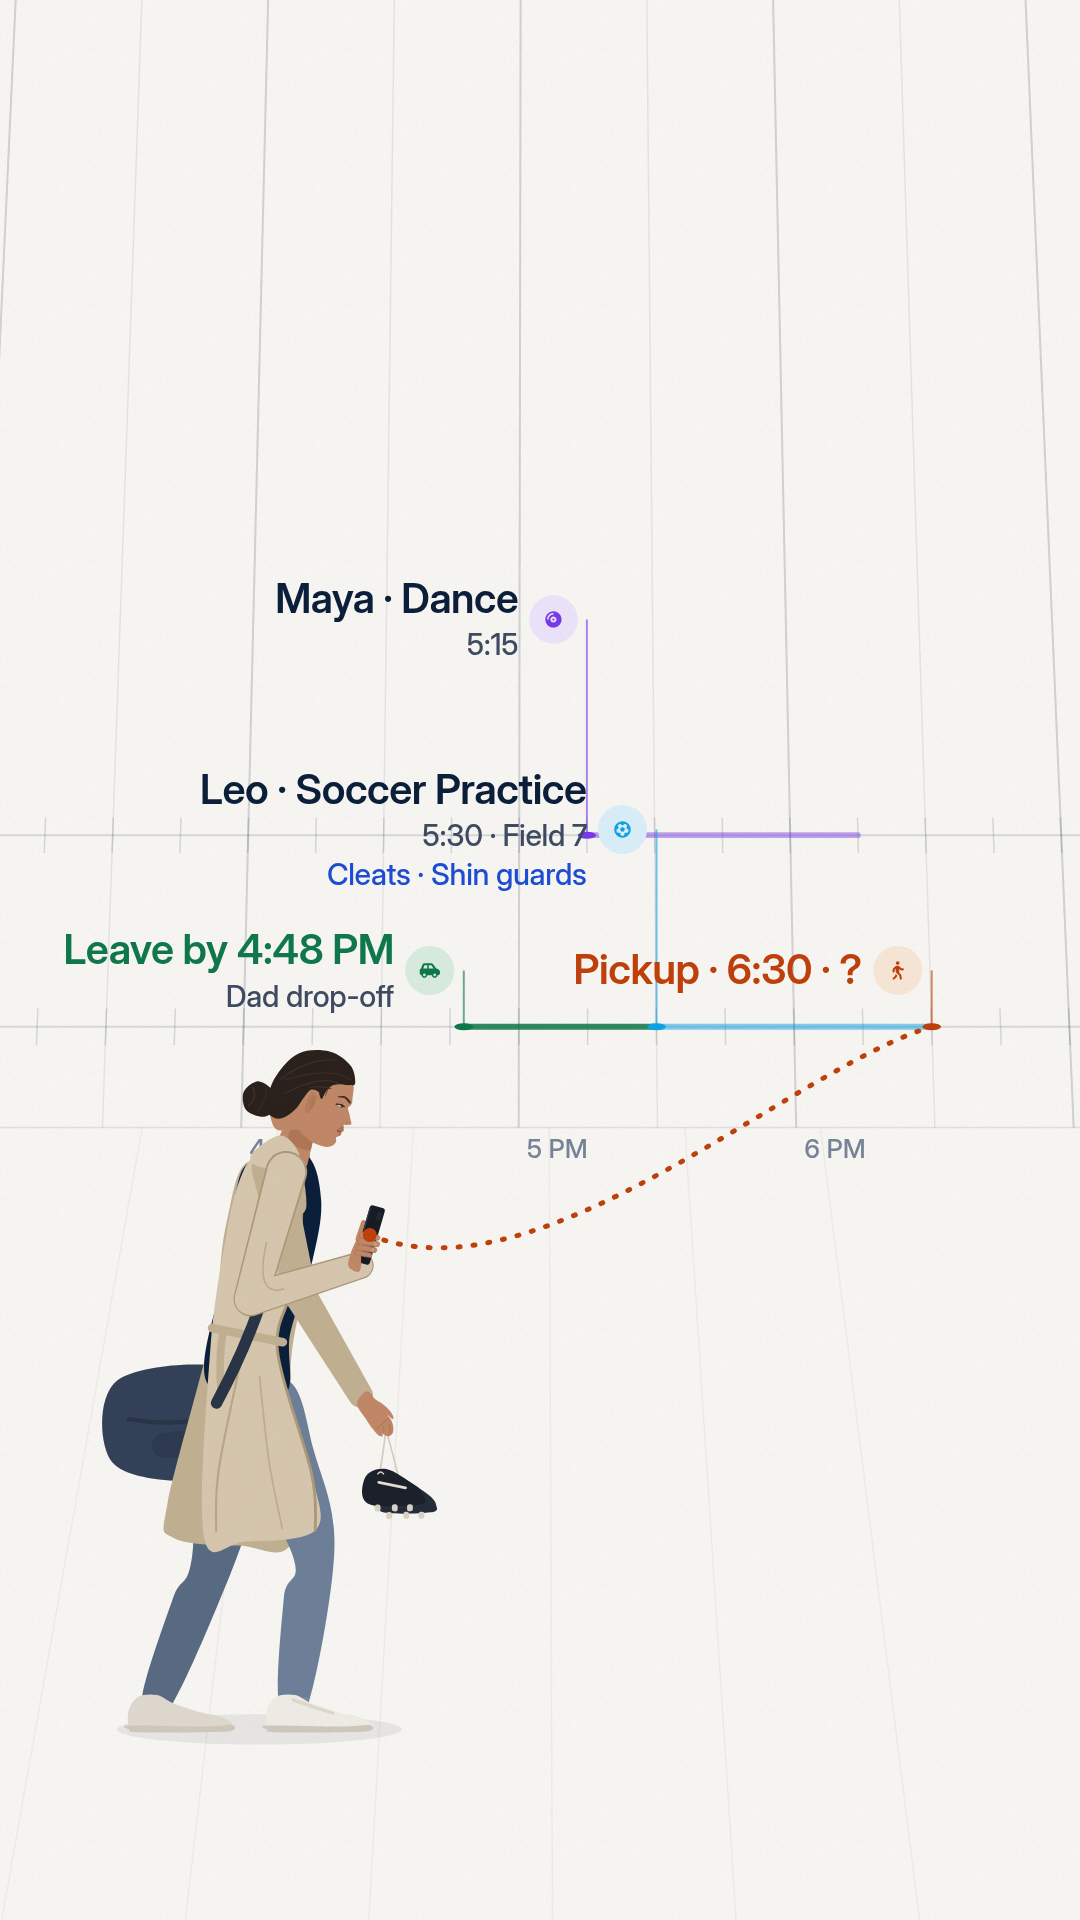 Maya · Dance
5:15
Leo · Soccer Practice
5:30 · Field 7
Cleats · Shin guards
Leave by 4:48 PM
Dad drop-off
Pickup · 6:30 · ?
4
5 PM
6 PM